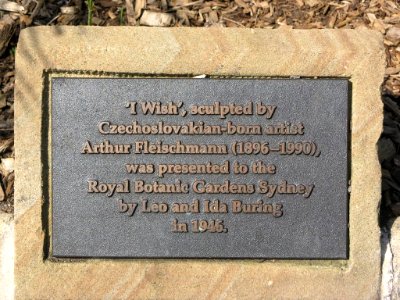 'I Wish', sculpted by
Czechoslovakian-born artist
Arthur Fleischmann (1896-1990),
was presented to the
Royal Botanic Gardens Sydney
by Leo and Ida Buring
in 1946.